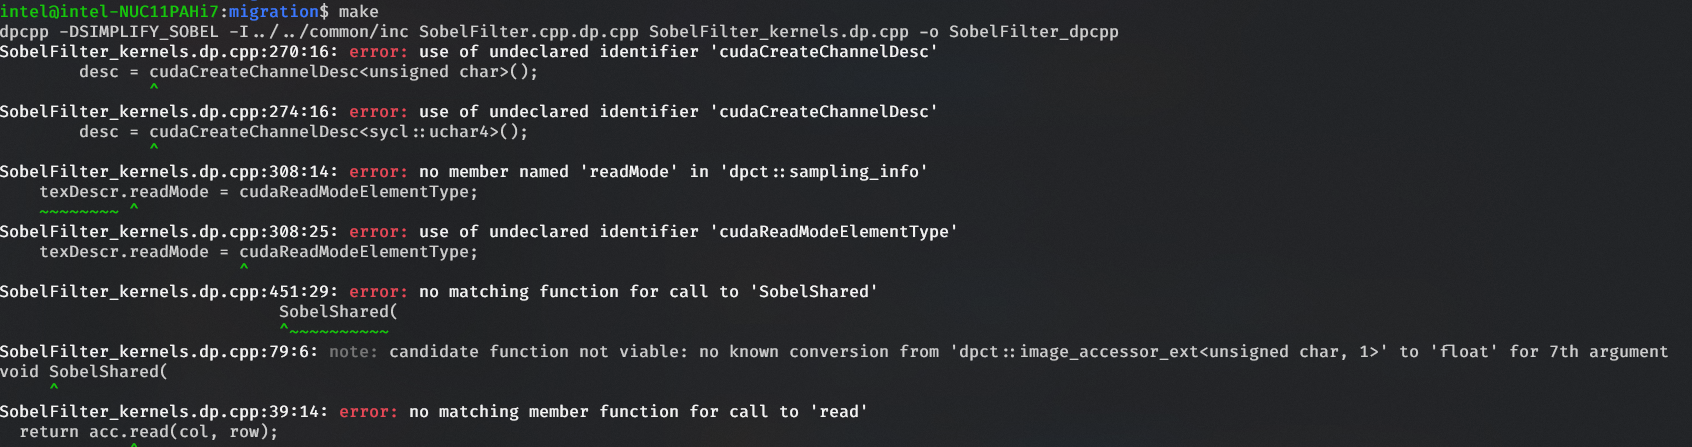 intel@intel-NUC11PAHi7:migration$ make
dpcpp -DSIMPLIFY_SOBEL -I../../common/inc SobelFilter.cpp.dp.cpp SobelFilter_kernels.dp.cpp -o SobelFilter_dpcpp
SobelFilter_kernels.dp.cpp:270:16: error: use of undeclared identifier 'cudaCreateChannelDesc'
        desc = cudaCreateChannelDesc<unsigned char>();
               ^
SobelFilter_kernels.dp.cpp:274:16: error: use of undeclared identifier 'cudaCreateChannelDesc'
        desc = cudaCreateChannelDesc<sycl::uchar4>();
               ^
SobelFilter_kernels.dp.cpp:308:14: error: no member named 'readMode' in 'dpct::sampling_info'
    texDescr.readMode = cudaReadModeElementType;
    ~~~~~~~~ ^
SobelFilter_kernels.dp.cpp:308:25: error: use of undeclared identifier 'cudaReadModeElementType'
    texDescr.readMode = cudaReadModeElementType;
                        ^
SobelFilter_kernels.dp.cpp:451:29: error: no matching function for call to 'SobelShared'
                            SobelShared(
                            ^~~~~~~~~~~
SobelFilter_kernels.dp.cpp:79:6: note: candidate function not viable: no known conversion from 'dpct::image_accessor_ext<unsigned char, 1>' to 'float' for 7th argument
void SobelShared(
     ^
SobelFilter_kernels.dp.cpp:39:14: error: no matching member function for call to 'read'
  return acc.read(col, row);
             ^